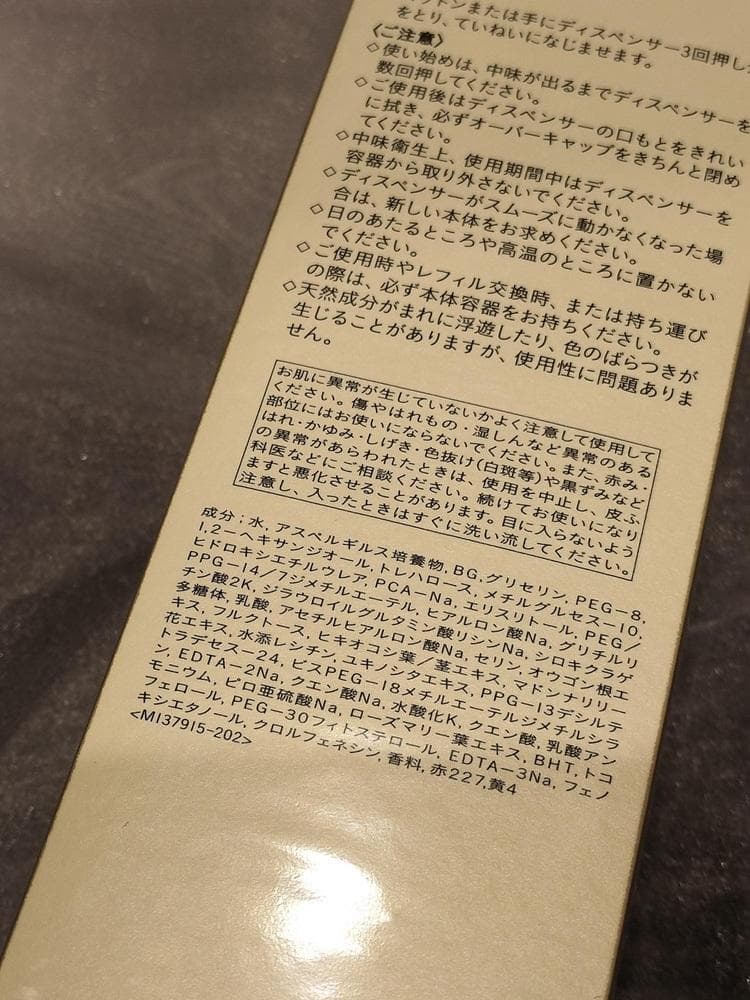 または手にディスペンサー3回押し
をとり、ていねいになじませます。
〈ご注意〉
◇使い始めは、中味が出るまでディスペンサーを
数回押してください。
◇ご使用後はディスペンサーの口もとをきれい
に拭き、必ずオーバーキャップをきちんと閉め
てください。
◇中味衛生上、使用期間中はディスペンサーを
容器から取り外さないでください。
◇ディスペンサーがスムーズに動かなくなった場
合は、新しい本体をお求めください。
◇日のあたるところや高温のところに置かない
でください。
◇ご使用時やレフィル交換時、または持ち運び
の際は、必ず本体容器をお持ちください。
◇天然成分がまれに浮遊したり、色のばらつきが
生じることがありますが、使用性に問題ありま
せん。
お肌に異常が生じていないかよく注意して使用して
ください。傷やはれもの・湿しんなど異常のある
部位にはお使いにならないでください。また、赤み・
はれ・かゆみ・しげき・色抜け(白斑等)や黒ずみなど
の異常があらわれたときは、使用を中止し、皮ふ
科医などにご相談ください。続けてお使いになり
ますと悪化させることがあります。目に入らないよう
注意し、入ったときはすぐに洗い流してください。
成分；水, アスペルギルス培養物, BG, グリセリン, PEG-8,
1,2-ヘキサンジオール, トレハロース, メチルグルセス-10,
ヒドロキシエチルウレア, PCA-Na, エリスリトール, PEG/
PPG-14/7ジメチルエーテル, ヒアルロン酸Na, グリチルリ
チン酸2K, ジラウロイルグルタミン酸リシンNa, シロキクラゲ
多糖体, 乳酸, アセチルヒアルロン酸Na, セリン, オウゴン根エ
キス, フルクトース, ヒキオコシ葉/茎エキス, マドンナリリー
花エキス, 水添レシチン, ユキノシタエキス, PPG-13デシルテ
トラデセス-24, ビスPEG-18メチルエーテルジメチルシラ
ン, EDTA-2Na, クエン酸Na, 水酸化K, クエン酸, 乳酸アン
モニウム, ピロ亜硫酸Na, ローズマリー葉エキス, BHT, トコ
フェロール, PEG-30フィトステロール, EDTA-3Na, フェノ
キシエタノール, クロルフェネシン, 香料, 赤227,黄4
<MI37915-202>